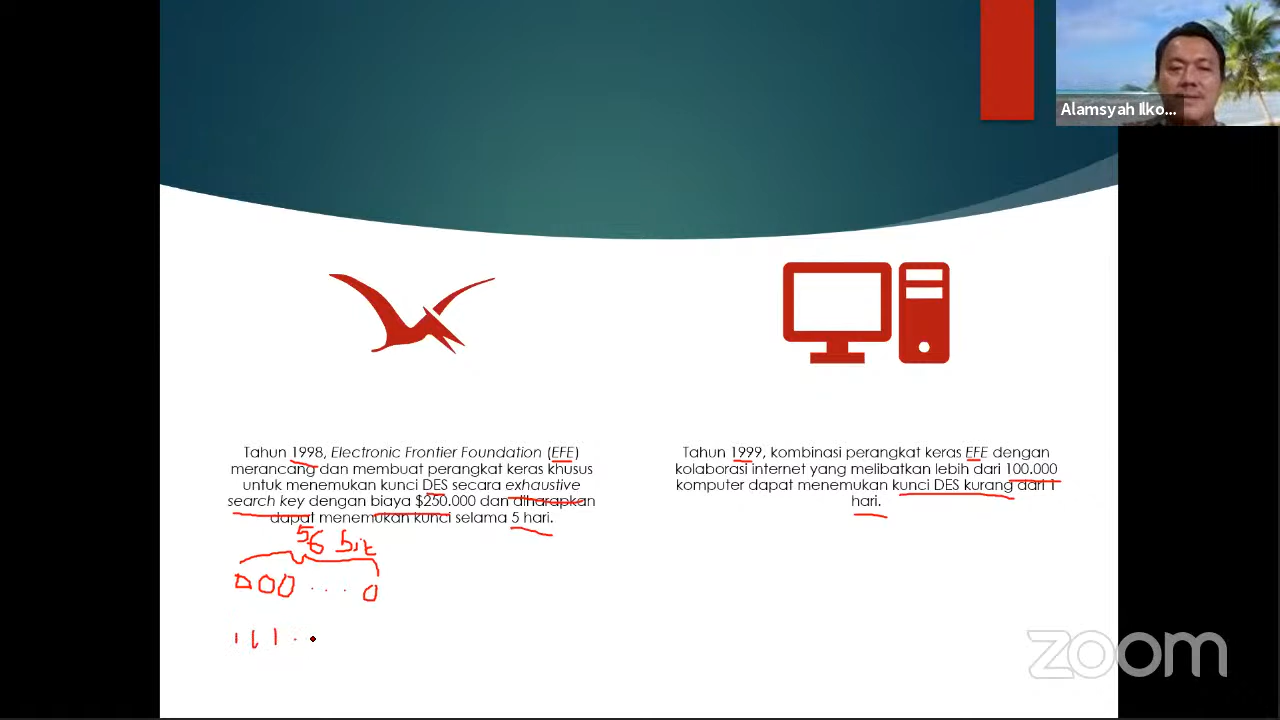 Alamsyah Ilko...
Tahun 1998, Electronic Frontier Foundation (EFE)
merancang dan membuat perangkat keras khusus
untuk menemukan kunci DES secara exhaustive
search key dengan biaya $250.000 dan diharapkan
dapat menemukan kunci selama 5 hari.
Tahun 1999, kombinasi perangkat keras EFE dengan
kolaborasi internet yang melibatkan lebih dari 100.000
komputer dapat menemukan kunci DES kurang dari 1
hari.
56 bit
000 .... 0
111 ..
zoom